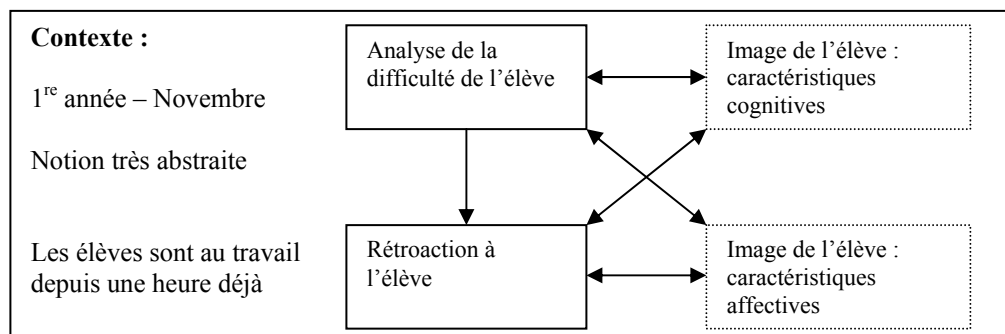 Contexte :
1re année – Novembre
Notion très abstraite
Les élèves sont au travail
depuis une heure déjà
Analyse de la
difficulté de l’élève
Image de l’élève :
caractéristiques
cognitives
Rétroaction à
l’élève
Image de l’élève :
caractéristiques
affectives